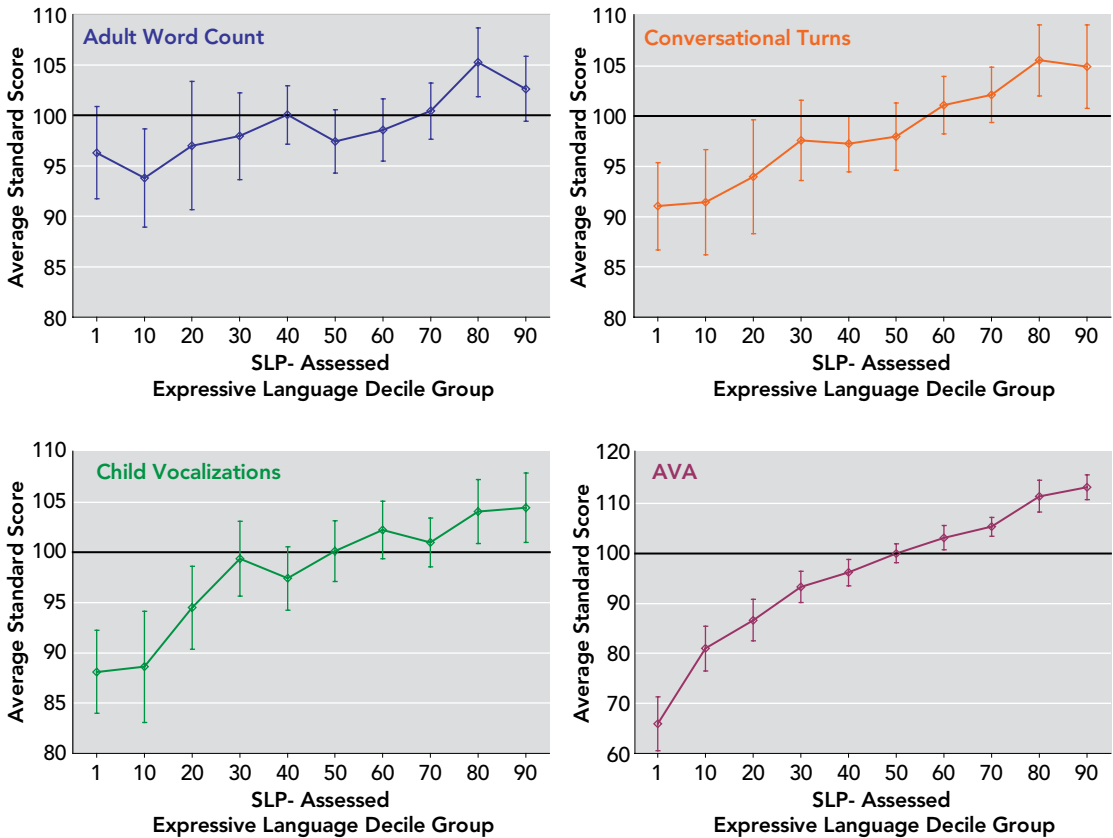 Adult Word Count
Average Standard Score
110
105
100
95
90
85
80
1 10 20 30 40 50 60 70 80 90
SLP- Assessed
Expressive Language Decile Group
Conversational Turns
Average Standard Score
110
105
100
95
90
85
80
1 10 20 30 40 50 60 70 80 90
SLP- Assessed
Expressive Language Decile Group
Child Vocalizations
Average Standard Score
110
105
100
95
90
85
80
1 10 20 30 40 50 60 70 80 90
SLP- Assessed
Expressive Language Decile Group
AVA
Average Standard Score
120
110
100
90
80
70
60
1 10 20 30 40 50 60 70 80 90
SLP- Assessed
Expressive Language Decile Group